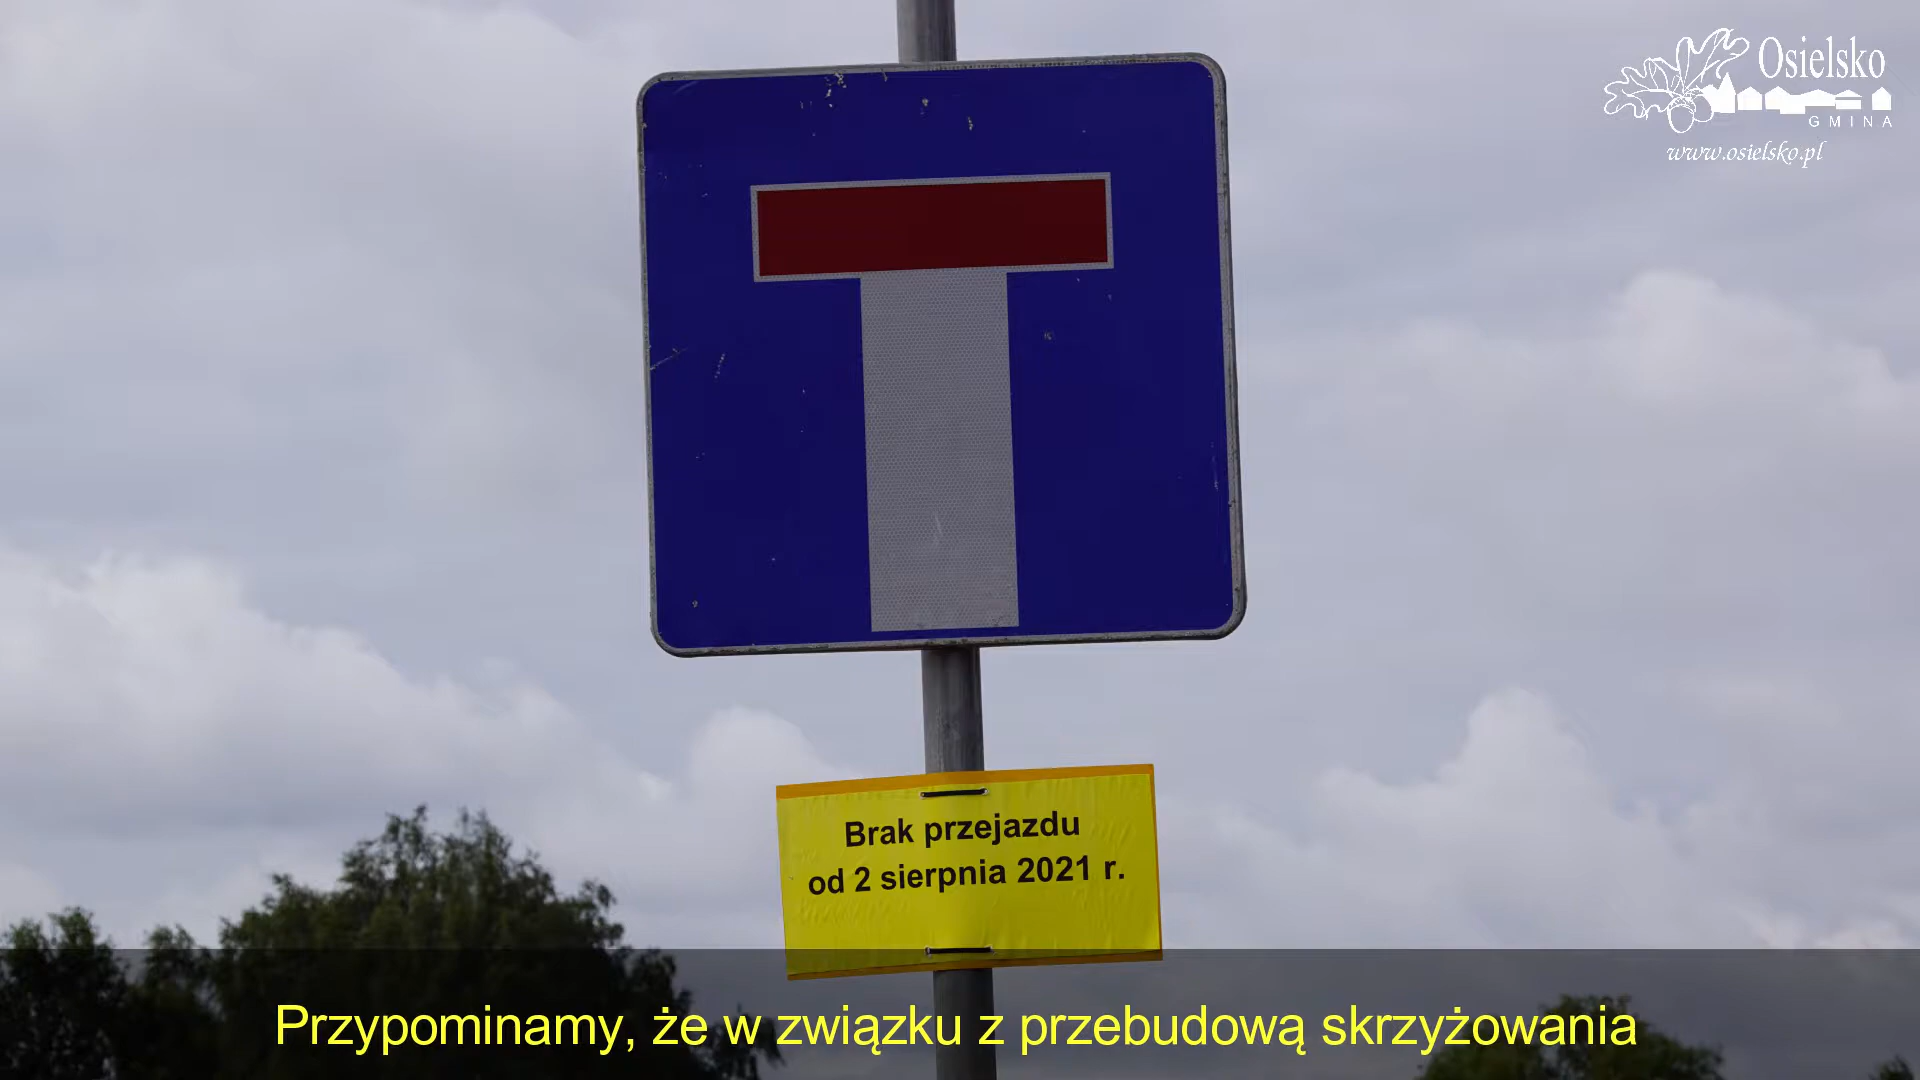 Osielsko
GMINA
www.osielsko.pl
Brak przejazdu
od 2 sierpnia 2021 r.
Przypominamy, że w związku z przebudową skrzyżowania